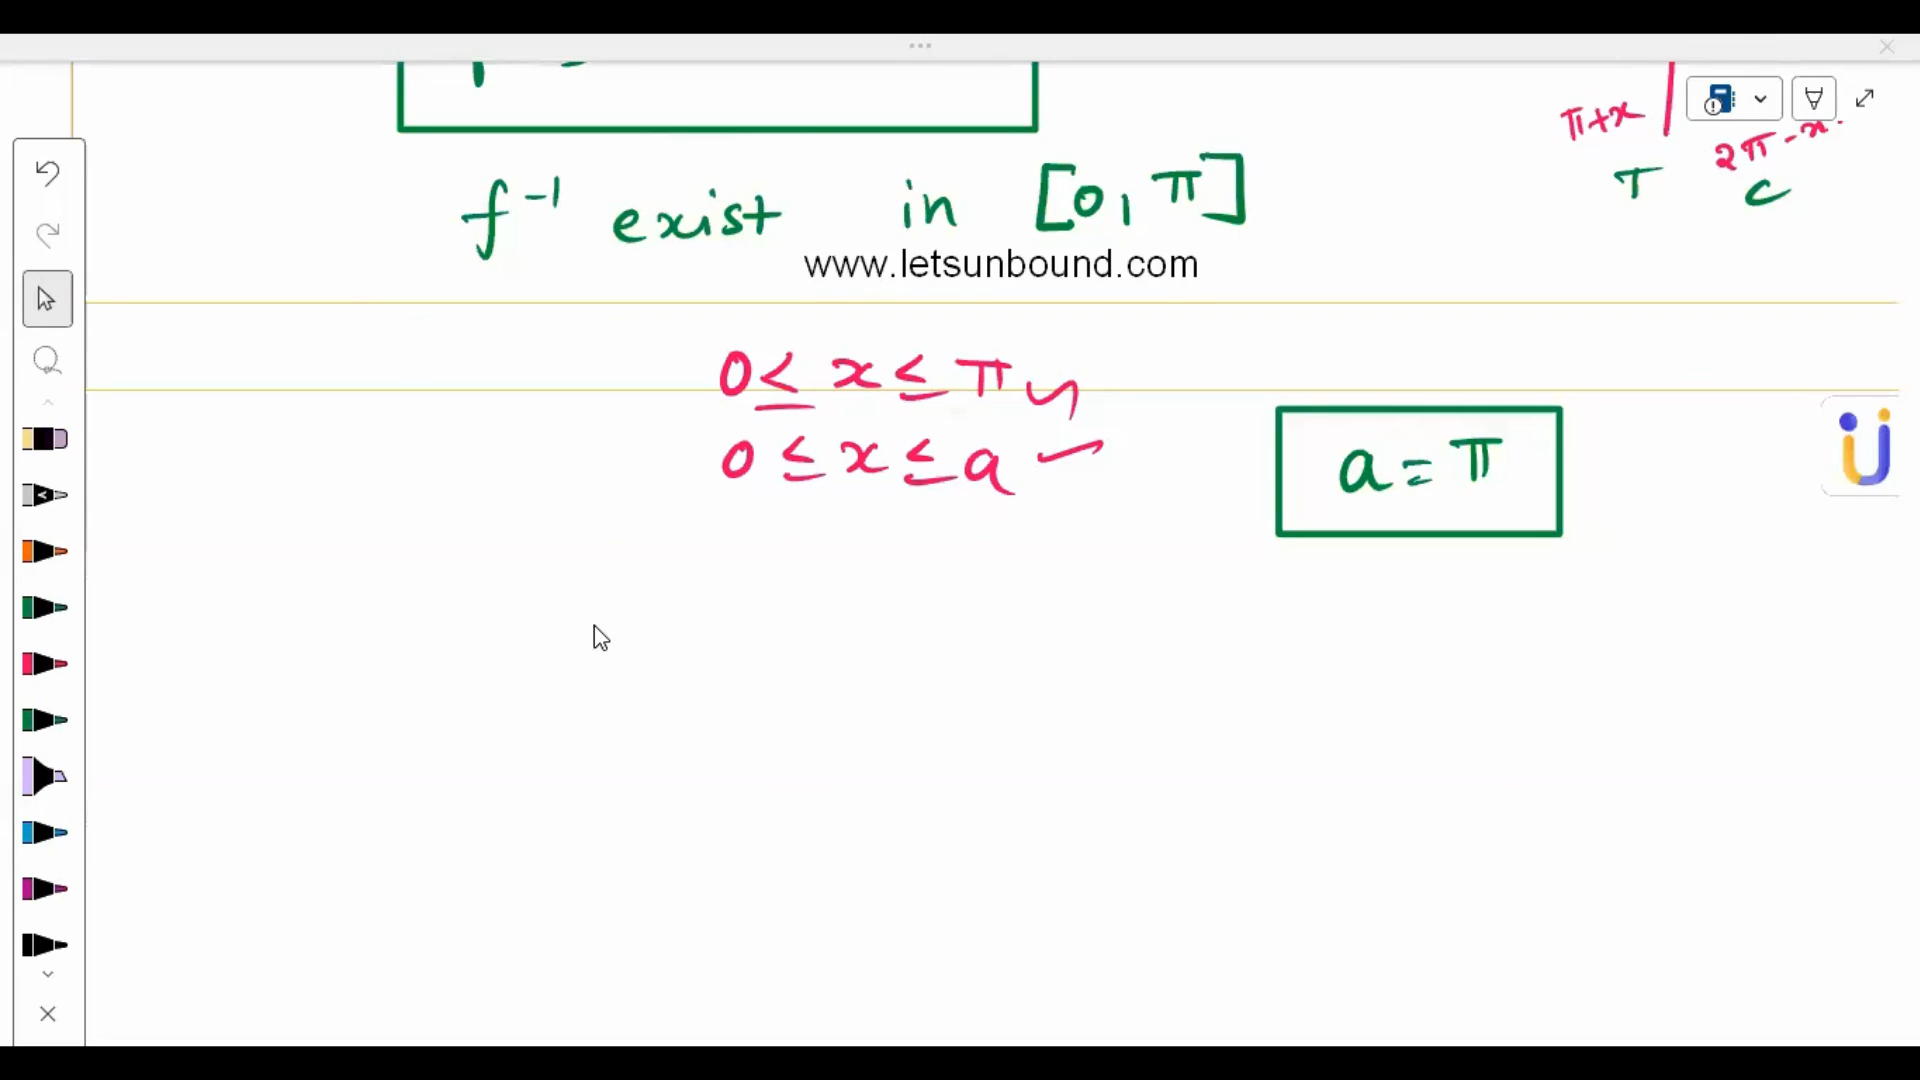 π+x
2π-x
T C
f⁻¹ exist in [0, π]
www.letsunbound.com
0 ≤ x ≤ π
0 ≤ x ≤ a
a = π